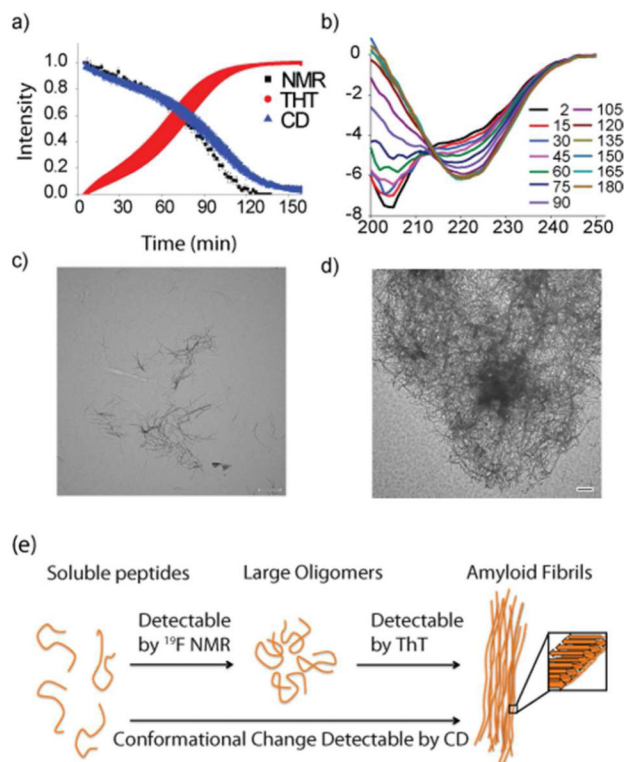 a)
1.0
0.8
0.6
0.4
0.2
0.0
Intensity
NMR
THT
CD
0 30 60 90 120 150
Time (min)
b)
0
-2
-4
-6
-8
2 105
15 120
30 135
45 150
60 165
75 180
90
200 210 220 230 240 250
c)
d)
(e)
Soluble peptides Large Oligomers Amyloid Fibrils
Detectable
by ¹⁹F NMR
Detectable
by ThT
Conformational Change Detectable by CD